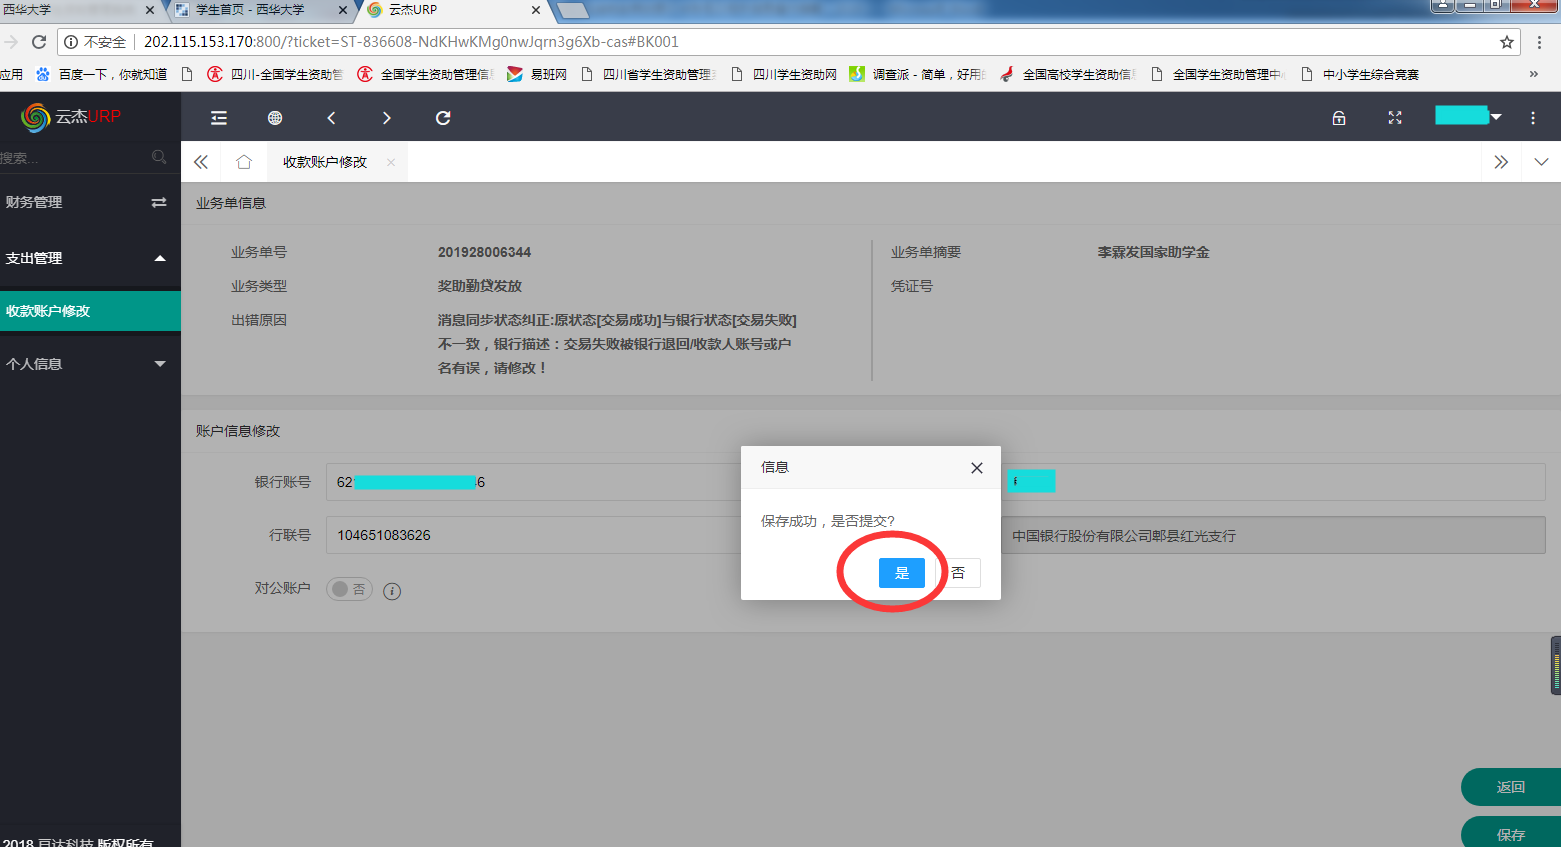 西华大学
学生首页 - 西华大学
云杰URP
不安全
202.115.153.170:800/?ticket=ST-836608-NdKHwKMg0nwJqrn3g6Xb-cas#BK001
应用
百度一下，你就知道
四川-全国学生资助管
全国学生资助管理信息
易班网
四川省学生资助管理
四川学生资助网
调查派 - 简单，好用的
全国高校学生资助信息
全国学生资助管理中心
中小学生综合竞赛
»
云杰URP
搜索...
收款账户修改
财务管理
支出管理
收款账户修改
个人信息
业务单信息
业务单号
201928006344
业务单摘要
李霖发国家助学金
业务类型
奖助勤贷发放
凭证号
出错原因
消息同步状态纠正:原状态[交易成功]与银行状态[交易失败]
不一致，银行描述：交易失败被银行退回/收款人账号或户
名有误，请修改！
账户信息修改
银行账号
62
6
行联号
104651083626
中国银行股份有限公司郫县红光支行
对公账户
否
i
信息
保存成功，是否提交?
是
否
返回
保存
2018 亘达科技 版权所有